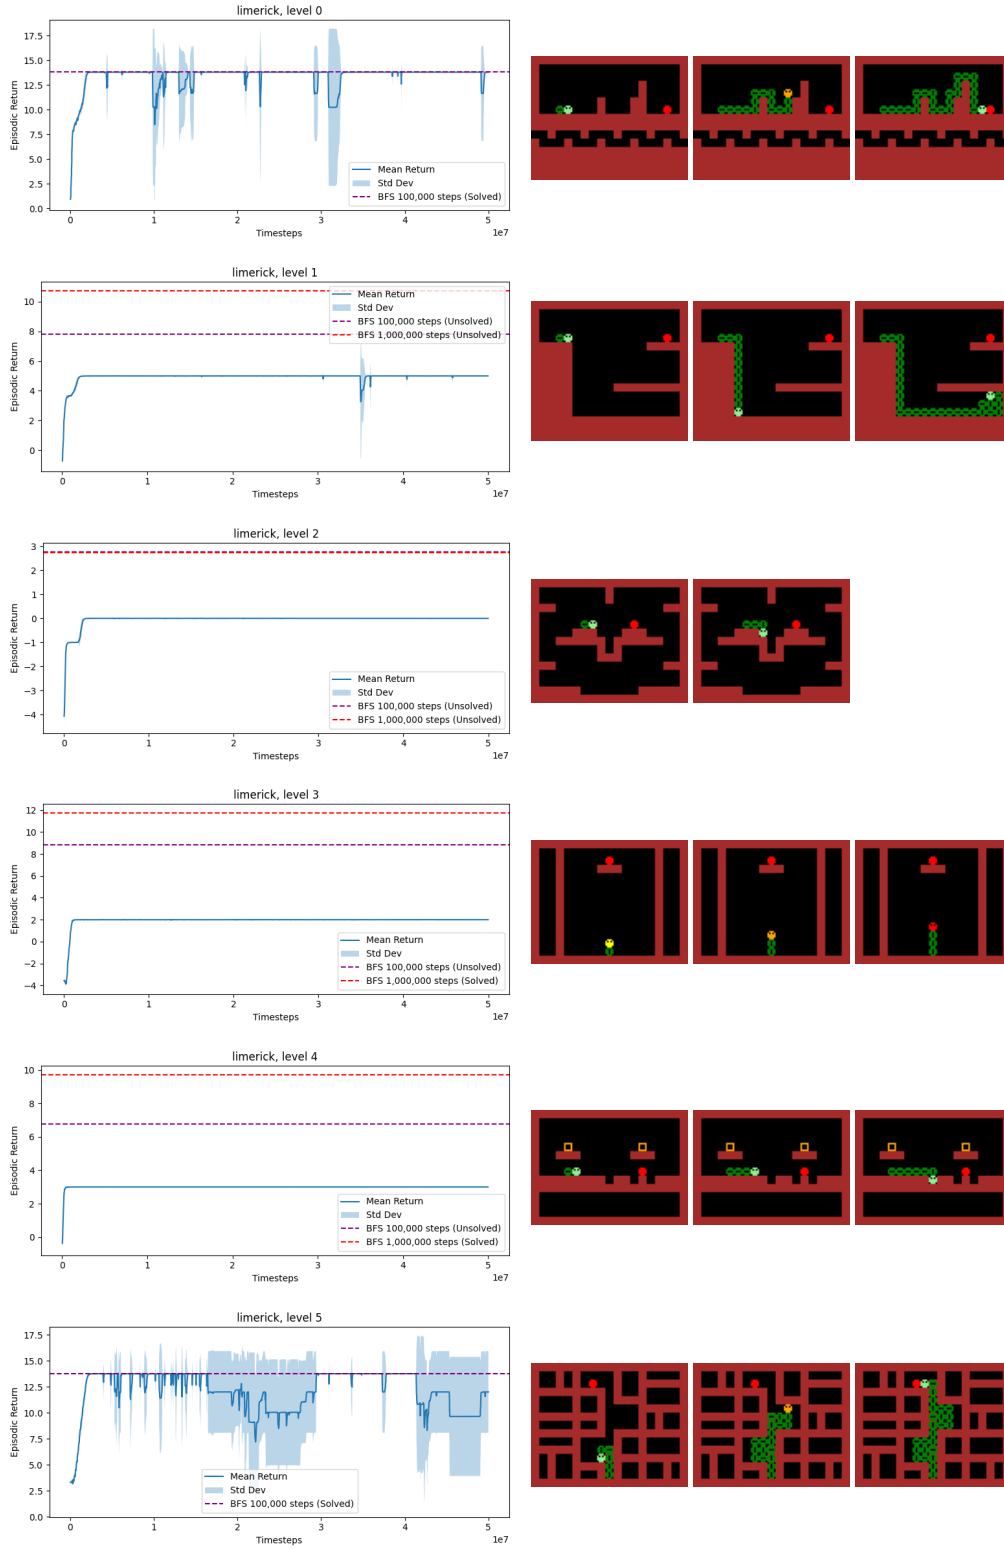 limerick, level 0
17.5
15.0
12.5
10.0
7.5
5.0
2.5
0.0
Episodic Return
Mean Return
Std Dev
BFS 100,000 steps (Solved)
0
1
2
3
4
5
1e7
Timesteps
limerick, level 1
10
8
6
4
2
0
Episodic Return
Mean Return
Std Dev
BFS 100,000 steps (Unsolved)
BFS 1,000,000 steps (Unsolved)
0
1
2
3
4
5
1e7
Timesteps
limerick, level 2
3
2
1
0
−1
−2
−3
−4
Episodic Return
Mean Return
Std Dev
BFS 100,000 steps (Unsolved)
BFS 1,000,000 steps (Unsolved)
0
1
2
3
4
5
1e7
Timesteps
limerick, level 3
12
10
8
6
4
2
0
−2
−4
Episodic Return
Mean Return
Std Dev
BFS 100,000 steps (Unsolved)
BFS 1,000,000 steps (Solved)
0
1
2
3
4
5
1e7
Timesteps
limerick, level 4
10
8
6
4
2
0
Episodic Return
Mean Return
Std Dev
BFS 100,000 steps (Unsolved)
BFS 1,000,000 steps (Solved)
0
1
2
3
4
5
1e7
Timesteps
limerick, level 5
17.5
15.0
12.5
10.0
7.5
5.0
2.5
0.0
Episodic Return
Mean Return
Std Dev
BFS 100,000 steps (Solved)
0
1
2
3
4
5
1e7
Timesteps